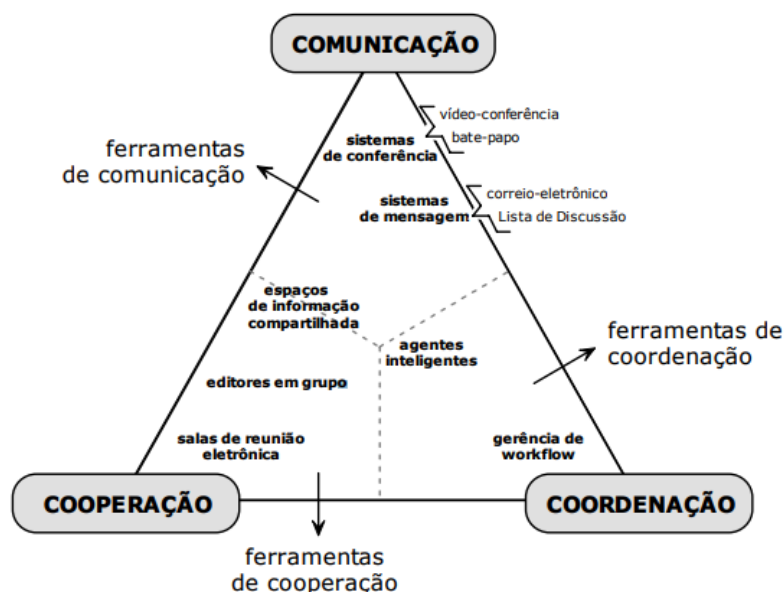 COMUNICAÇÃO
vídeo-conferência
bate-papo
sistemas
de conferência
ferramentas
de comunicação
correio-eletrônico
Lista de Discussão
sistemas
de mensagem
espaços
de informação
compartilhada
agentes
inteligentes
ferramentas de
coordenação
editores em grupo
salas de reunião
eletrônica
gerência de
workflow
COOPERAÇÃO
COORDENAÇÃO
ferramentas
de cooperação